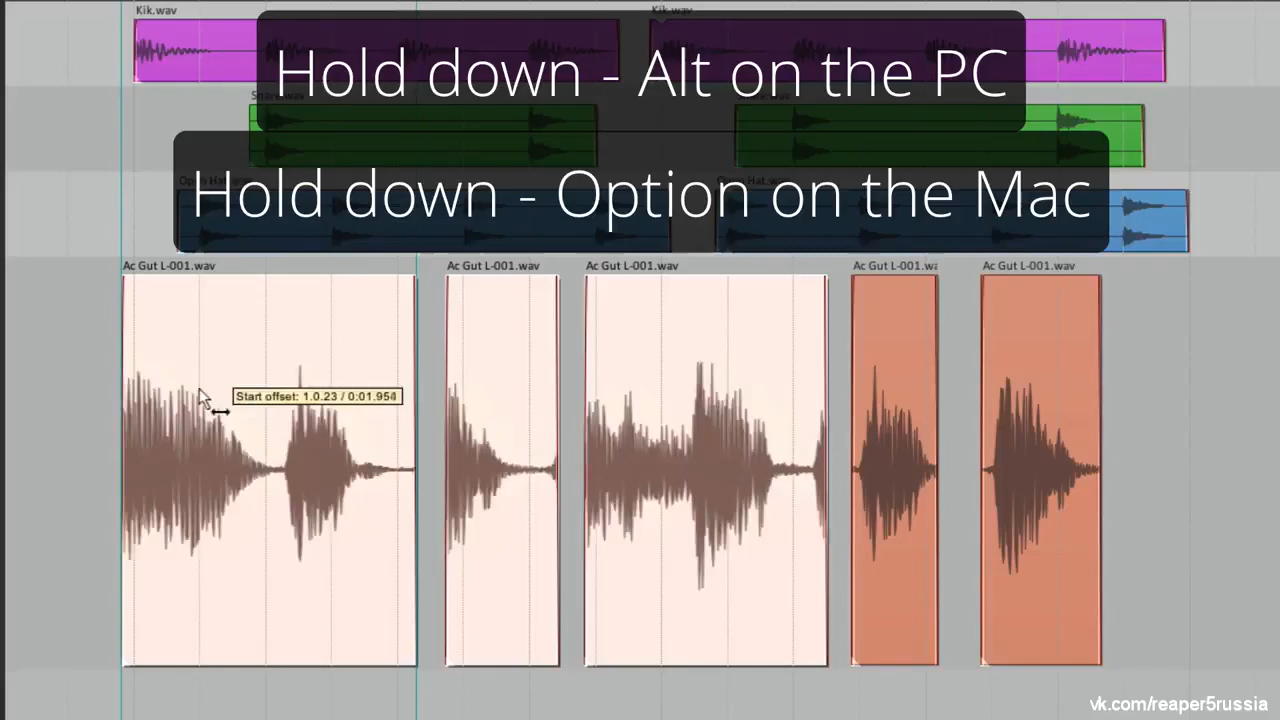 Kik.wav
Kik.wav
Hold down - Alt on the PC
Hold down - Option on the Mac
Ac Gut L-001.wav
Ac Gut L-001.wav
Ac Gut L-001.wav
Ac Gut L-001.wa
Ac Gut L-001.wav
Start offset: 1.0.23 / 0:01.954
vk.com/reaper5russia